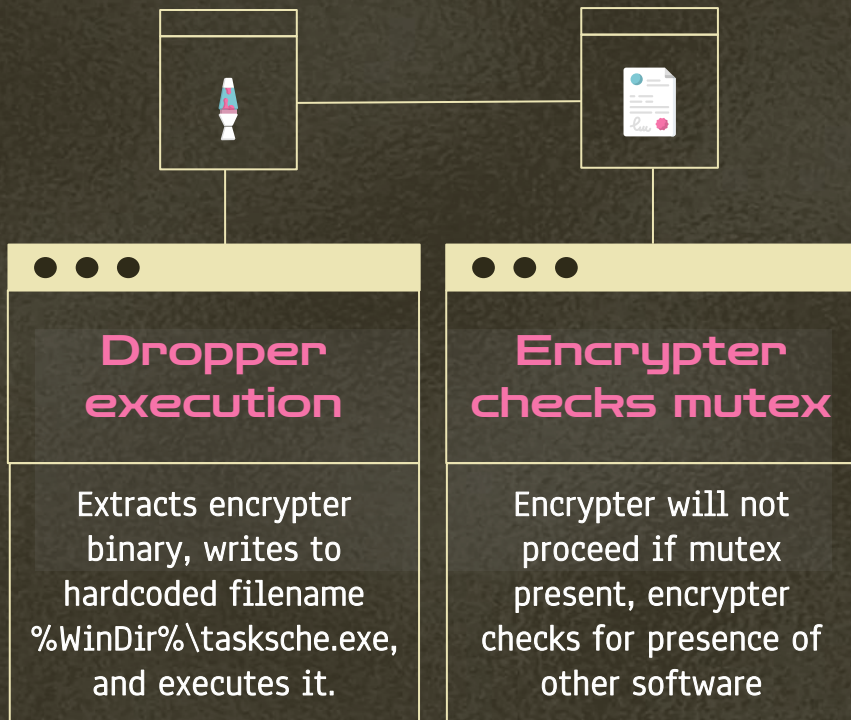 Dropper
execution
Extracts encrypter
binary, writes to
hardcoded filename
%WinDir%\tasksche.exe,
and executes it.
Encrypter
checks mutex
Encrypter will not
proceed if mutex
present, encrypter
checks for presence of
other software